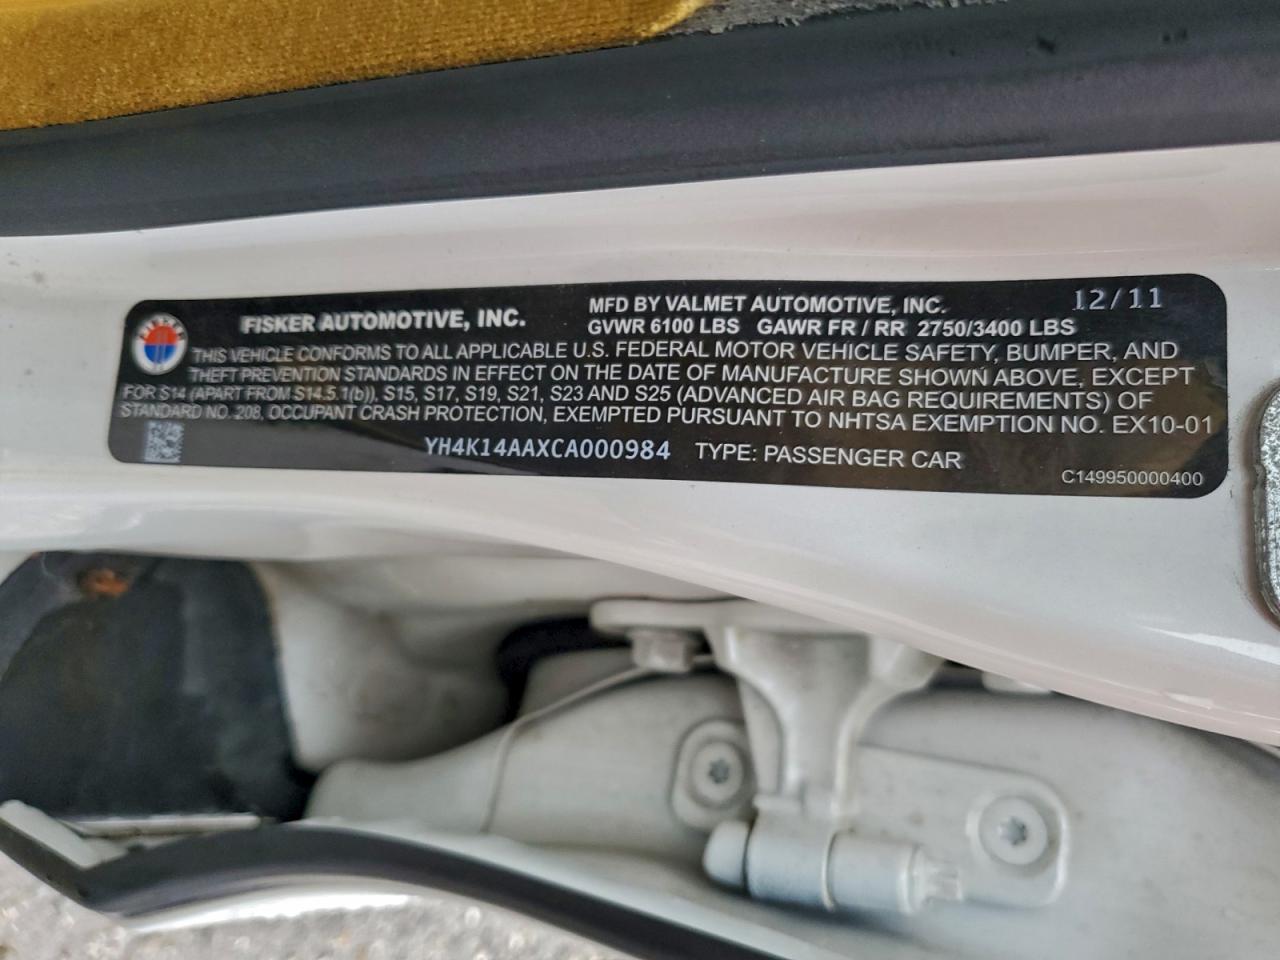 FISKER
FISKER AUTOMOTIVE, INC.
MFD BY VALMET AUTOMOTIVE, INC. 12/11
GVWR 6100 LBS GAWR FR / RR 2750/3400 LBS
THIS VEHICLE CONFORMS TO ALL APPLICABLE U.S. FEDERAL MOTOR VEHICLE SAFETY, BUMPER, AND
THEFT PREVENTION STANDARDS IN EFFECT ON THE DATE OF MANUFACTURE SHOWN ABOVE, EXCEPT
FOR S14 (APART FROM S14.5.1(b)), S15, S17, S19, S21, S23 AND S25 (ADVANCED AIR BAG REQUIREMENTS) OF
STANDARD NO. 208, OCCUPANT CRASH PROTECTION, EXEMPTED PURSUANT TO NHTSA EXEMPTION NO. EX10-01
YH4K14AAXCA000984 TYPE: PASSENGER CAR
C149950000400